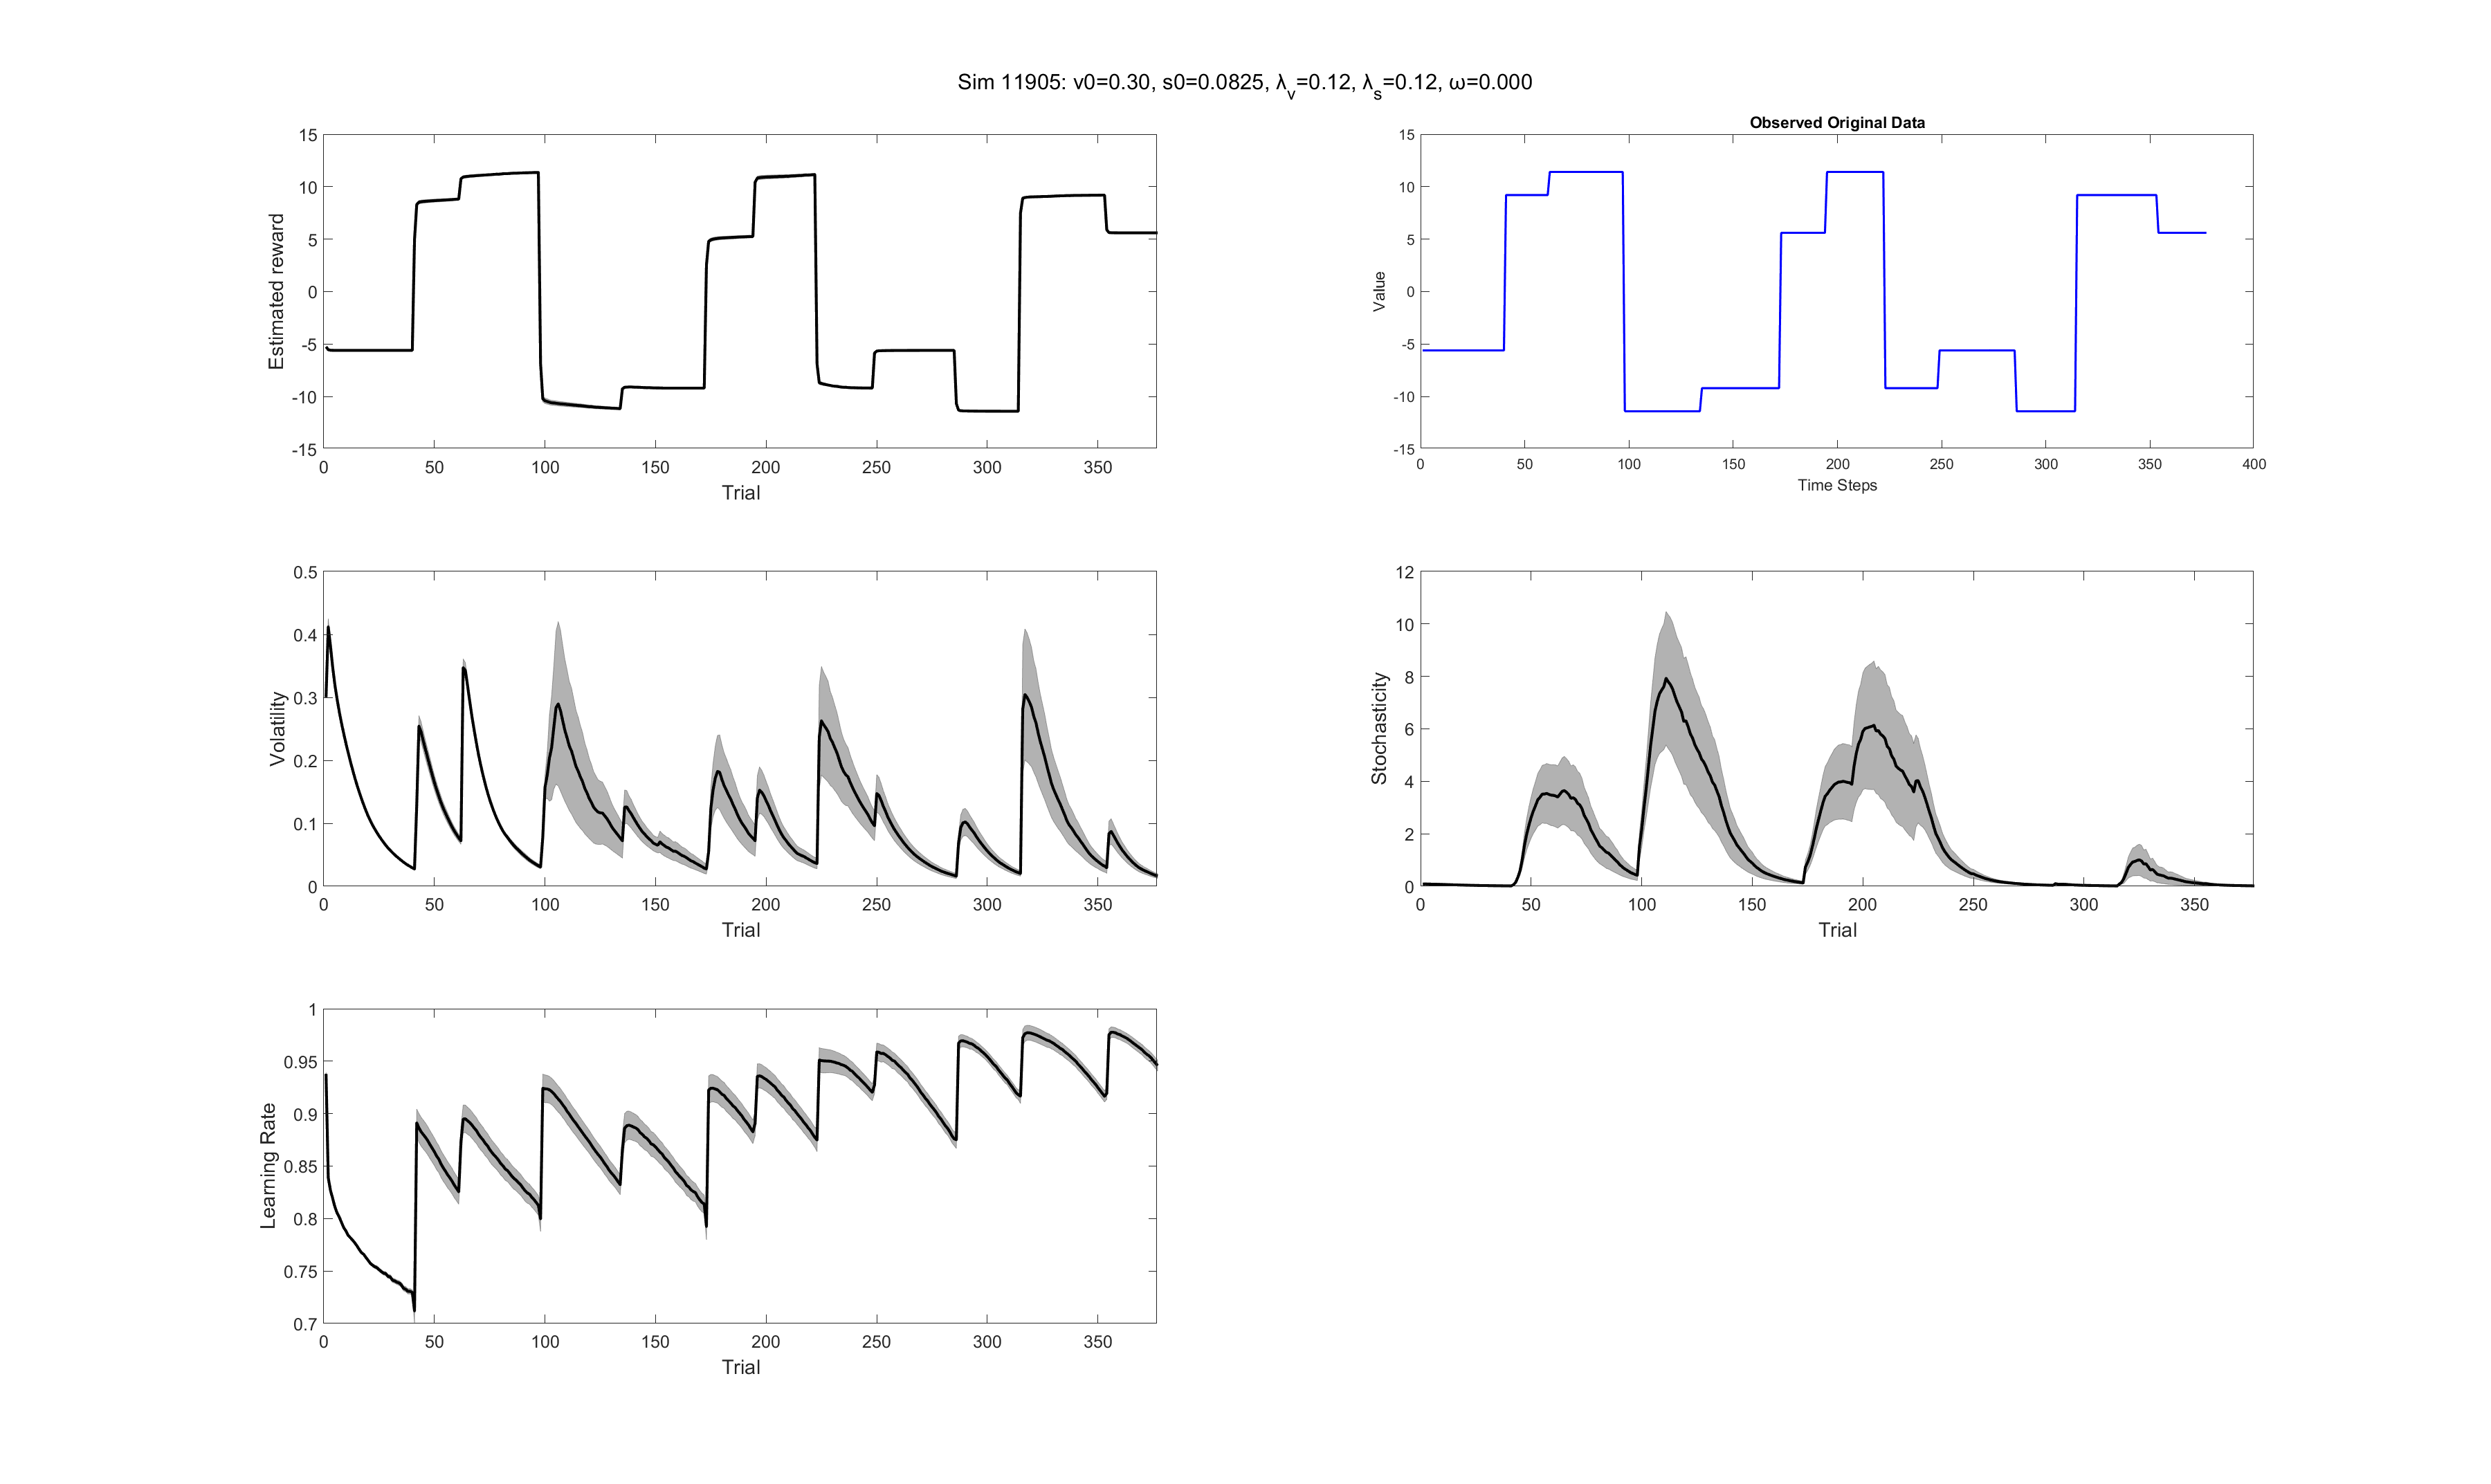 Sim 11905: v0=0.30, s0=0.0825, λv=0.12, λs=0.12, ω=0.000
15
10
5
0
-5
-10
-15
Estimated reward
0 50 100 150 200 250 300 350
Trial
Observed Original Data
15
10
5
0
-5
-10
-15
Value
0 50 100 150 200 250 300 350 400
Time Steps
0.5
0.4
0.3
0.2
0.1
0
Volatility
0 50 100 150 200 250 300 350
Trial
12
10
8
6
4
2
0
Stochasticity
0 50 100 150 200 250 300 350
Trial
1
0.95
0.9
0.85
0.8
0.75
0.7
Learning Rate
0 50 100 150 200 250 300 350
Trial